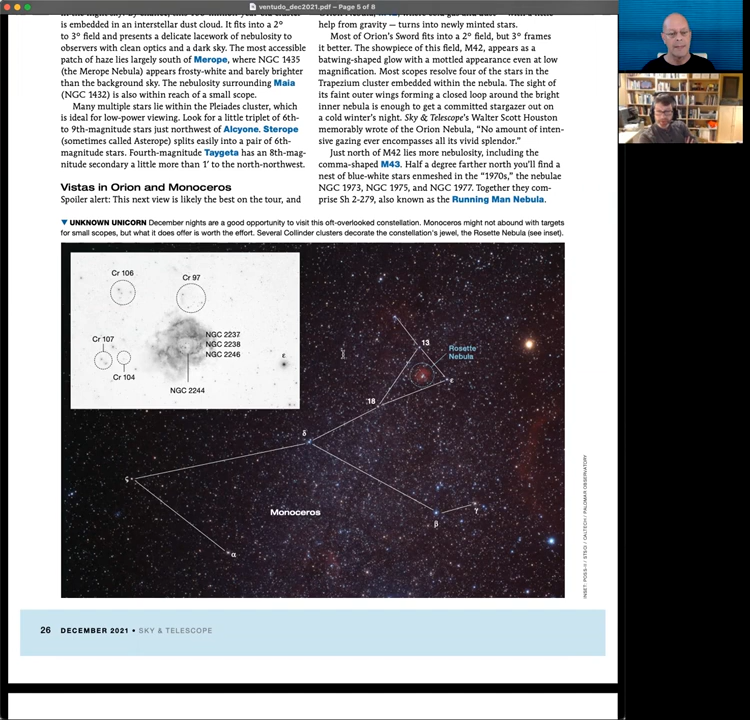 ventudo_dec2021.pdf – Page 5 of 8
is embedded in an interstellar dust cloud. It fits into a 2°
to 3° field and presents a delicate lacework of nebulosity to
observers with clean optics and a dark sky. The most accessible
patch of haze lies largely south of Merope, where NGC 1435
(the Merope Nebula) appears frosty-white and barely brighter
than the background sky. The nebulosity surrounding Maia
(NGC 1432) is also within reach of a small scope.
Many multiple stars lie within the Pleiades cluster, which
is ideal for low-power viewing. Look for a little triplet of 6th-
to 9th-magnitude stars just northwest of Alcyone. Sterope
(sometimes called Asterope) splits easily into a pair of 6th-
magnitude stars. Fourth-magnitude Taygeta has an 8th-mag-
nitude secondary a little more than 1′ to the north-northwest.
Vistas in Orion and Monoceros
Spoiler alert: This next view is likely the best on the tour, and
help from gravity — turns into newly minted stars.
Most of Orion's Sword fits into a 2° field, but 3° frames
it better. The showpiece of this field, M42, appears as a
batwing-shaped glow with a mottled appearance even at low
magnification. Most scopes resolve four of the stars in the
Trapezium cluster embedded within the nebula. The sight of
its faint outer wings forming a closed loop around the bright
inner nebula is enough to get a committed stargazer out on
a cold winter's night. Sky & Telescope's Walter Scott Houston
memorably wrote of the Orion Nebula, "No amount of inten-
sive gazing ever encompasses all its vivid splendor."
Just north of M42 lies more nebulosity, including the
comma-shaped M43. Half a degree farther north you'll find a
nest of blue-white stars enmeshed in the "1970s," the nebulae
NGC 1973, NGC 1975, and NGC 1977. Together they com-
prise Sh 2-279, also known as the Running Man Nebula.
▼ UNKNOWN UNICORN December nights are a good opportunity to visit this oft-overlooked constellation. Monoceros might not abound with targets
for small scopes, but what it does offer is worth the effort. Several Collinder clusters decorate the constellation's jewel, the Rosette Nebula (see inset).
Cr 106
Cr 97
NGC 2237
NGC 2238
NGC 2246
Cr 107
Cr 104
ε
NGC 2244
13
Rosette
Nebula
ε
18
δ
ζ
Monoceros
γ
β
α
INSET: POSS-II / STSCI / CALTECH / PALOMAR OBSERVATORY
26 DECEMBER 2021 • SKY & TELESCOPE